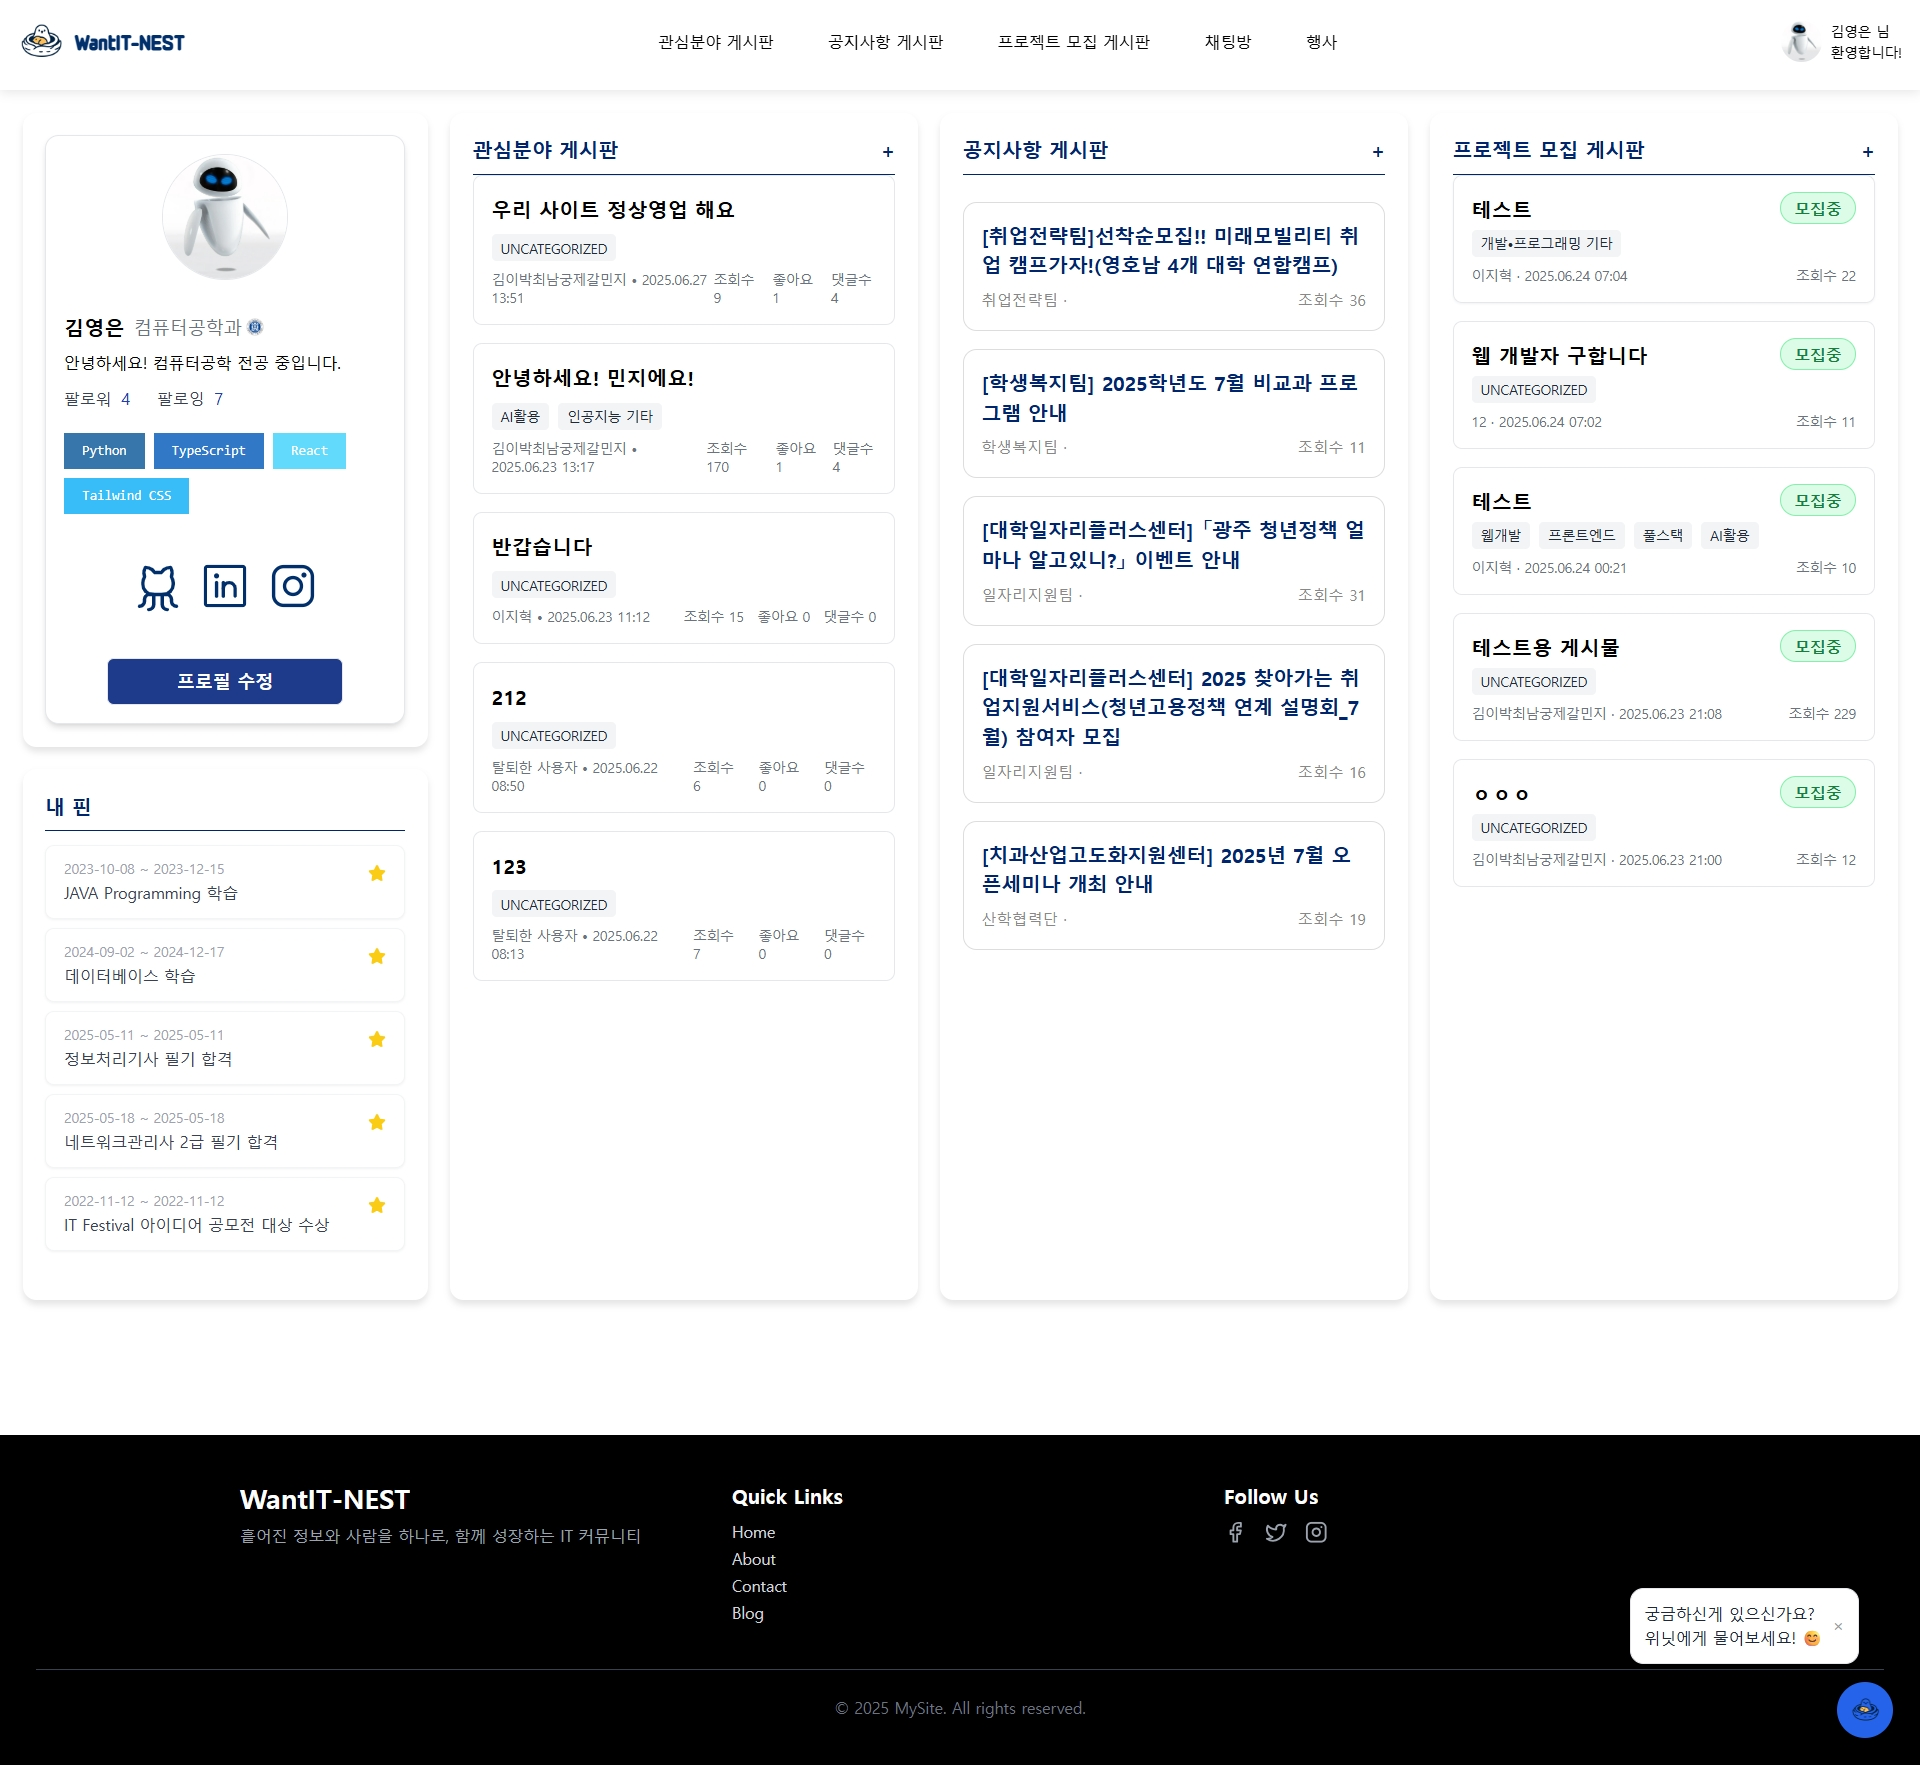 WantIT-NEST
관심분야 게시판
공지사항 게시판
프로젝트 모집 게시판
채팅방
행사
김영은 님
환영합니다!
김영은 컴퓨터공학과
안녕하세요! 컴퓨터공학 전공 중입니다.
팔로워 4 팔로잉 7
Python TypeScript React
Tailwind CSS
프로필 수정
내 핀
2023-10-08 ~ 2023-12-15
JAVA Programming 학습
2024-09-02 ~ 2024-12-17
데이터베이스 학습
2025-05-11 ~ 2025-05-11
정보처리기사 필기 합격
2025-05-18 ~ 2025-05-18
네트워크관리사 2급 필기 합격
2022-11-12 ~ 2022-11-12
IT Festival 아이디어 공모전 대상 수상
관심분야 게시판 +
우리 사이트 정상영업 해요
UNCATEGORIZED
김이박최남궁제갈민지 • 2025.06.27 조회수 좋아요 댓글수
13:51 9 1 4
안녕하세요! 민지에요!
AI활용 인공지능 기타
김이박최남궁제갈민지 • 조회수 좋아요 댓글수
2025.06.23 13:17 170 1 4
반갑습니다
UNCATEGORIZED
이지혁 • 2025.06.23 11:12 조회수 15 좋아요 0 댓글수 0
212
UNCATEGORIZED
탈퇴한 사용자 • 2025.06.22 조회수 좋아요 댓글수
08:50 6 0 0
123
UNCATEGORIZED
탈퇴한 사용자 • 2025.06.22 조회수 좋아요 댓글수
08:13 7 0 0
공지사항 게시판 +
[취업전략팀]선착순모집!! 미래모빌리티 취
업 캠프가자!(영호남 4개 대학 연합캠프)
취업전략팀 · 조회수 36
[학생복지팀] 2025학년도 7월 비교과 프로
그램 안내
학생복지팀 · 조회수 11
[대학일자리플러스센터]「광주 청년정책 얼
마나 알고있니?」이벤트 안내
일자리지원팀 · 조회수 31
[대학일자리플러스센터] 2025 찾아가는 취
업지원서비스(청년고용정책 연계 설명회_7
월) 참여자 모집
일자리지원팀 · 조회수 16
[치과산업고도화지원센터] 2025년 7월 오
픈세미나 개최 안내
산학협력단 · 조회수 19
프로젝트 모집 게시판 +
테스트 모집중
개발•프로그래밍 기타
이지혁 · 2025.06.24 07:04 조회수 22
웹 개발자 구합니다 모집중
UNCATEGORIZED
12 · 2025.06.24 07:02 조회수 11
테스트 모집중
웹개발 프론트엔드 풀스택 AI활용
이지혁 · 2025.06.24 00:21 조회수 10
테스트용 게시물 모집중
UNCATEGORIZED
김이박최남궁제갈민지 · 2025.06.23 21:08 조회수 229
ㅇㅇㅇ 모집중
UNCATEGORIZED
김이박최남궁제갈민지 · 2025.06.23 21:00 조회수 12
WantIT-NEST
흩어진 정보와 사람을 하나로, 함께 성장하는 IT 커뮤니티
Quick Links
Home
About
Contact
Blog
Follow Us
궁금하신게 있으신가요?
위닛에게 물어보세요! 😊 ×
© 2025 MySite. All rights reserved.